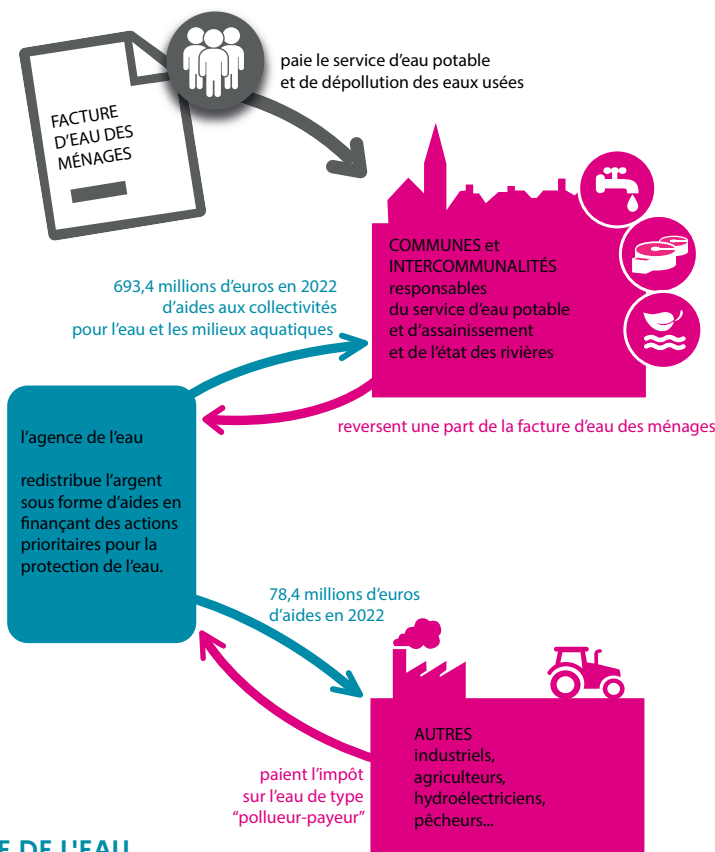 paie le service d'eau potable
et de dépollution des eaux usées
FACTURE
D'EAU DES
MÉNAGES
COMMUNES et
INTERCOMMUNALITÉS
responsables
du service d'eau potable
et d'assainissement
et de l'état des rivières
693,4 millions d'euros en 2022
d'aides aux collectivités
pour l'eau et les milieux aquatiques
reversent une part de la facture d'eau des ménages
l'agence de l'eau
redistribue l'argent
sous forme d'aides en
finançant des actions
prioritaires pour la
protection de l'eau.
78,4 millions d'euros
d'aides en 2022
AUTRES
industriels,
agriculteurs,
hydroélectriciens,
pêcheurs...
paient l'impôt
sur l'eau de type
“pollueur-payeur”
DE L'EAU